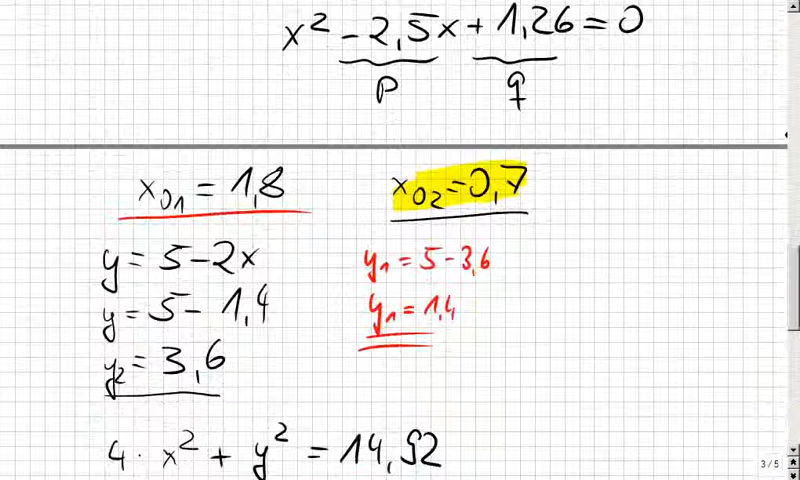 x² - 2,5x + 1,26 = 0
p q
x01 = 1,8
x02 = 0,7
y = 5 - 2x
y = 5 - 1,4
y2 = 3,6
y1 = 5 - 3,6
y1 = 1,4
4 · x² + y² = 14,92
3/5